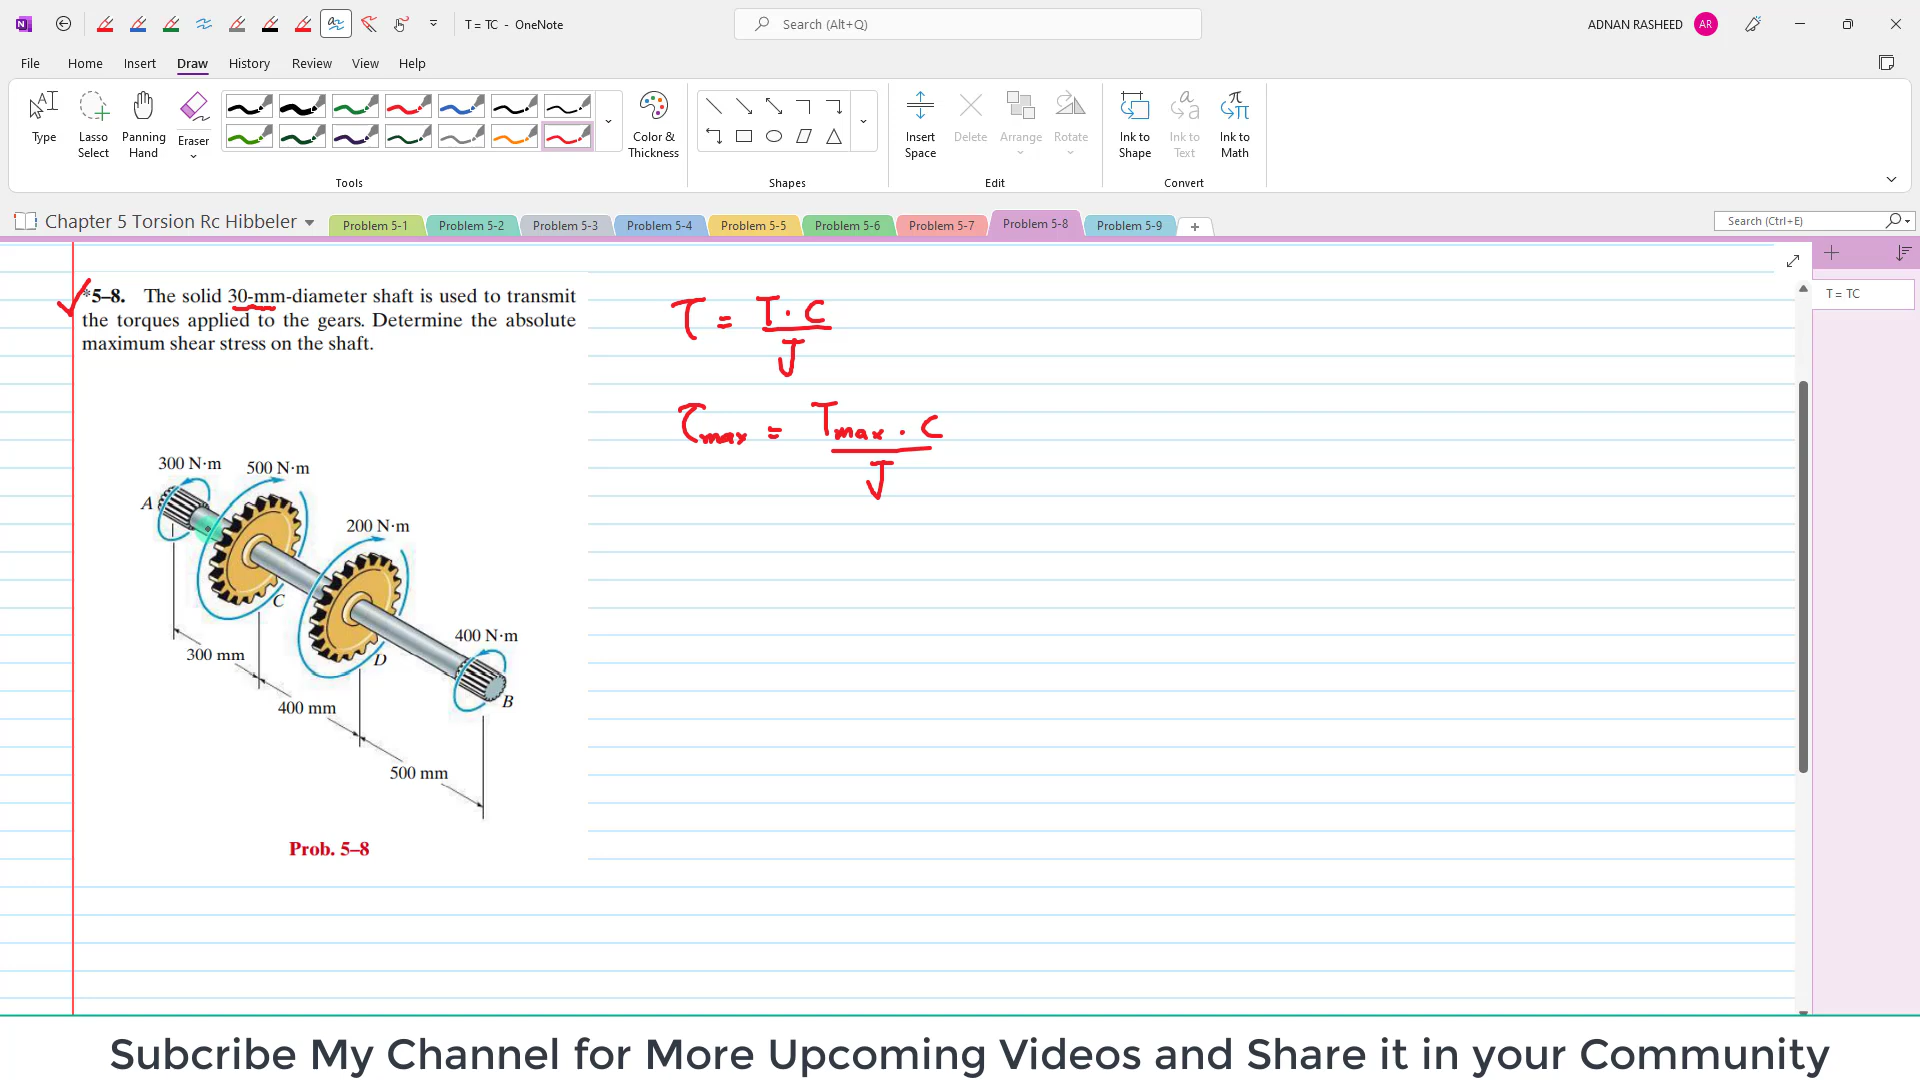 T = TC - OneNote
Search (Alt+Q)
ADNAN RASHEED
AR
File Home Insert Draw History Review View Help
Type
Lasso Select
Panning Hand
Eraser
Color & Thickness
Insert Space
Delete
Arrange
Rotate
Ink to Shape
Ink to Text
Ink to Math
Tools
Shapes
Edit
Convert
Chapter 5 Torsion Rc Hibbeler
Problem 5-1
Problem 5-2
Problem 5-3
Problem 5-4
Problem 5-5
Problem 5-6
Problem 5-7
Problem 5-8
Problem 5-9
Search (Ctrl+E)
T = TC
*5–8. The solid 30-mm-diameter shaft is used to transmit
the torques applied to the gears. Determine the absolute
maximum shear stress on the shaft.
τ = T · C
J
τmax = Tmax · C
J
300 N·m
500 N·m
A
200 N·m
C
400 N·m
300 mm
D
B
400 mm
500 mm
Prob. 5–8
Subcribe My Channel for More Upcoming Videos and Share it in your Community